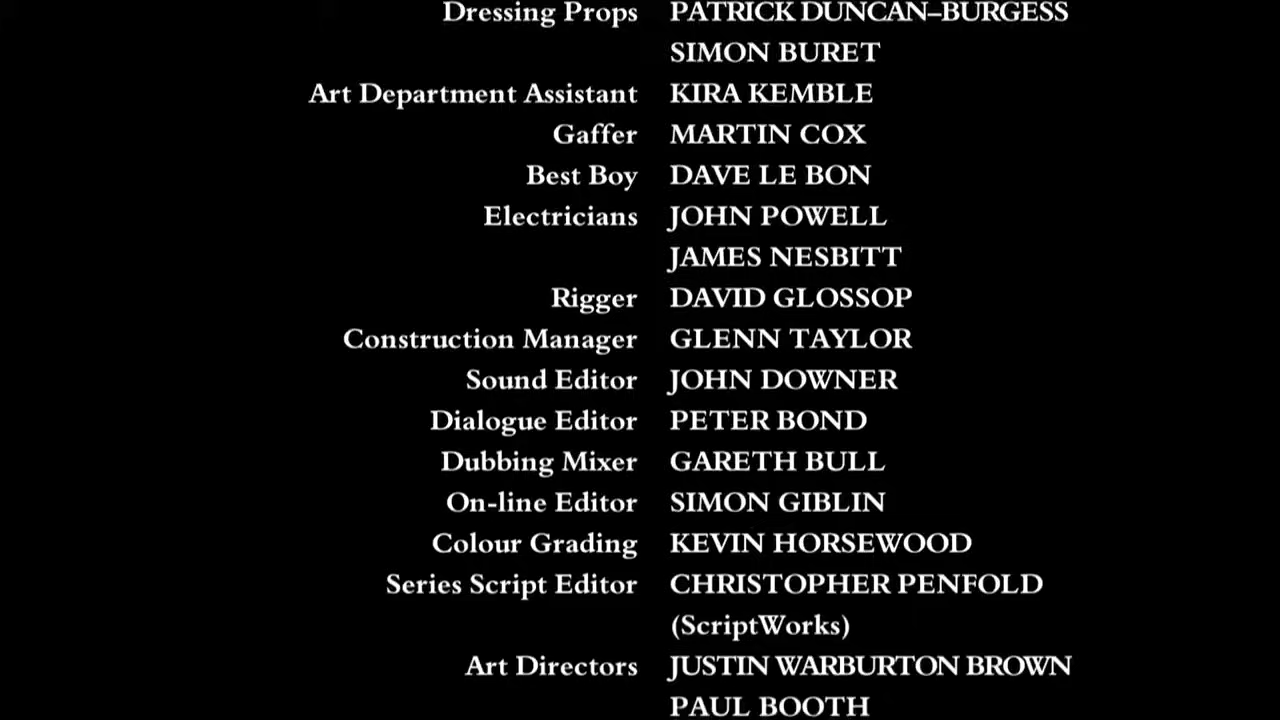 Dressing Props PATRICK DUNCAN–BURGESS
SIMON BURET
Art Department Assistant KIRA KEMBLE
Gaffer MARTIN COX
Best Boy DAVE LE BON
Electricians JOHN POWELL
JAMES NESBITT
Rigger DAVID GLOSSOP
Construction Manager GLENN TAYLOR
Sound Editor JOHN DOWNER
Dialogue Editor PETER BOND
Dubbing Mixer GARETH BULL
On-line Editor SIMON GIBLIN
Colour Grading KEVIN HORSEWOOD
Series Script Editor CHRISTOPHER PENFOLD
(ScriptWorks)
Art Directors JUSTIN WARBURTON BROWN
PAUL BOOTH